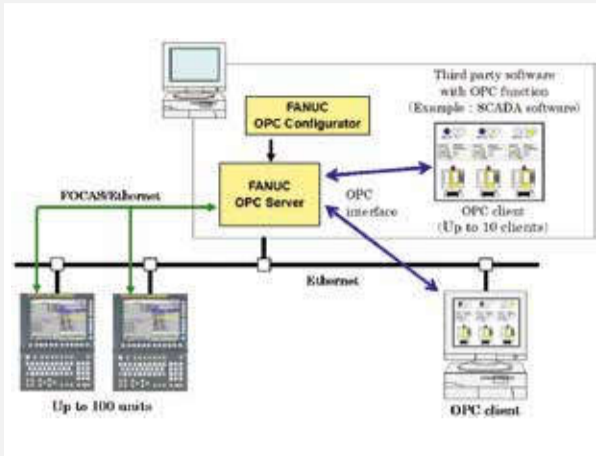 Third party software
with OPC function
(Example : SCADA software)
FANUC
OPC Configurator
FANUC
OPC Server
FOCAS/Ethernet
OPC
interface
OPC client
(Up to 10 clients)
Ethernet
Up to 100 units
OPC client